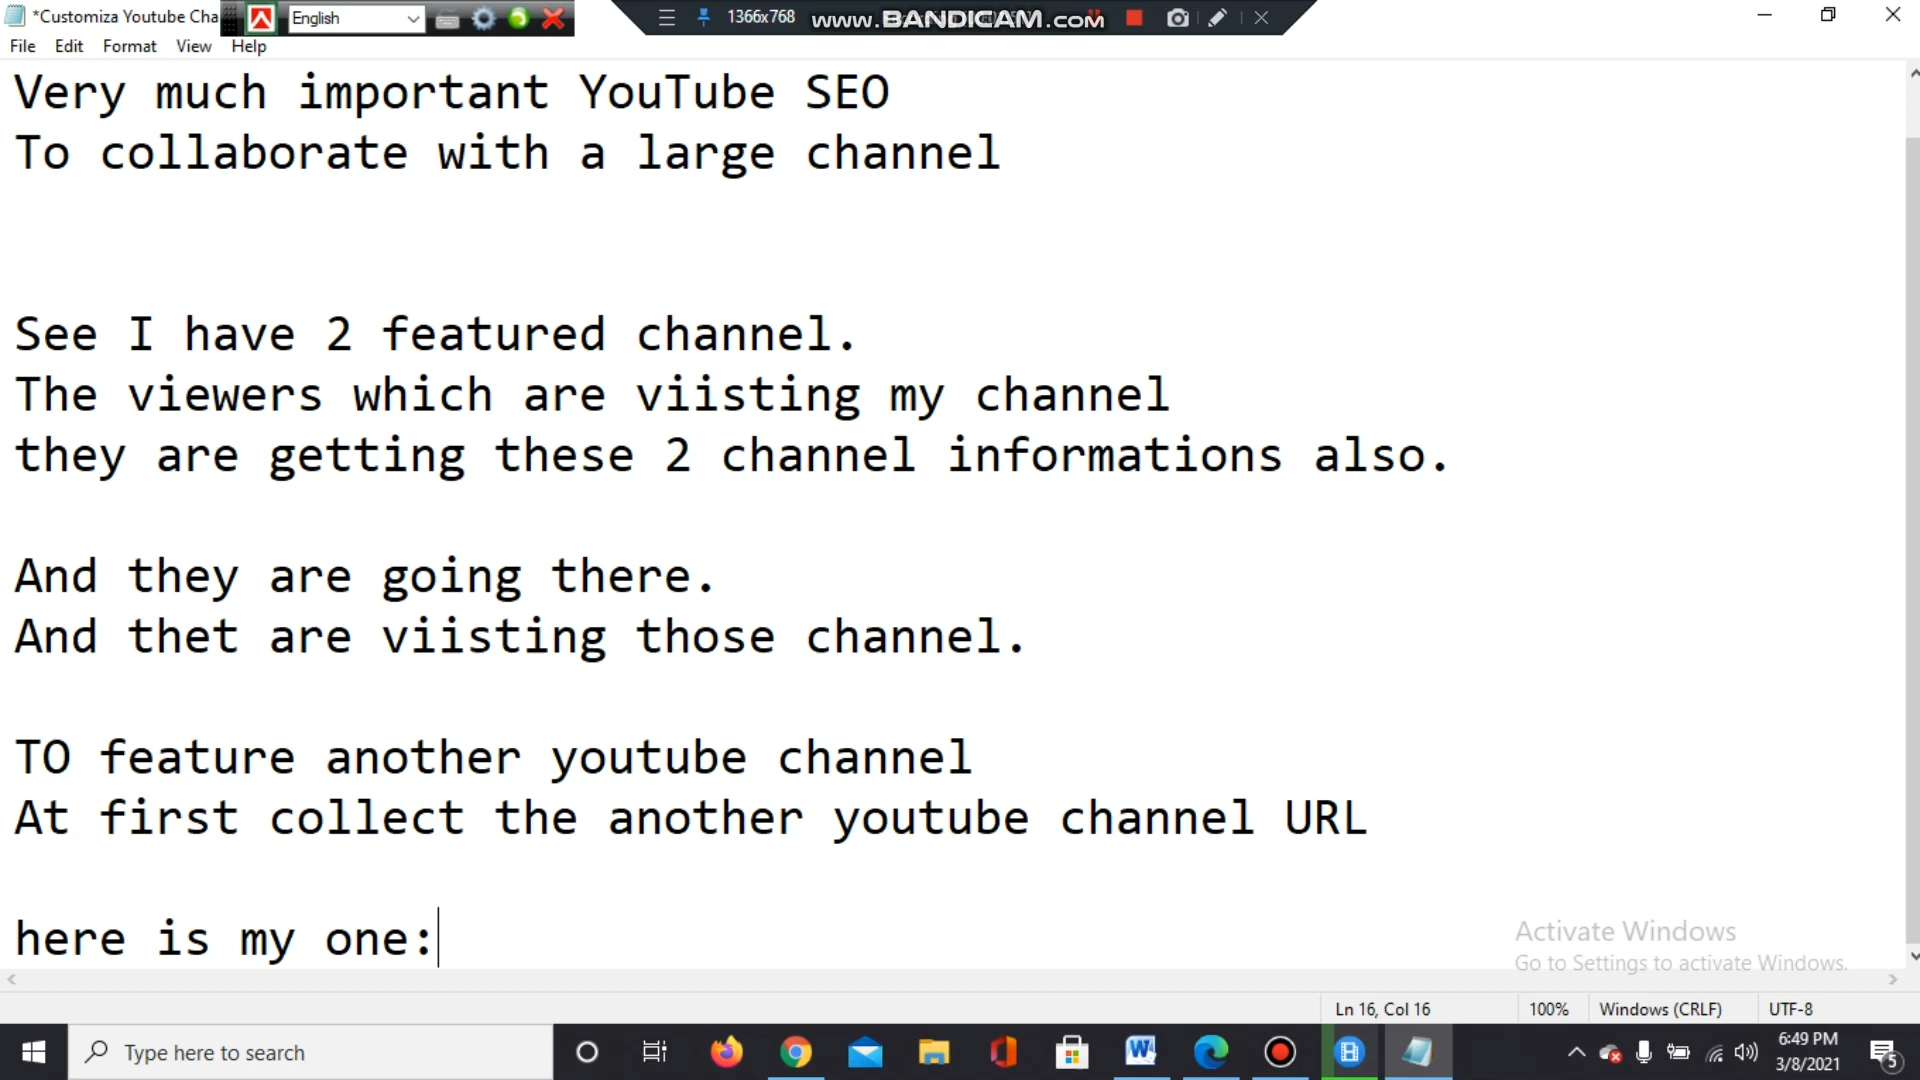 *Customiza Youtube Cha
English
1366x768
www.BANDICAM.com
File Edit Format View Help
Very much important YouTube SEO
To collaborate with a large channel
See I have 2 featured channel.
The viewers which are viisting my channel
they are getting these 2 channel informations also.
And they are going there.
And thet are viisting those channel.
TO feature another youtube channel
At first collect the another youtube channel URL
here is my one:
Activate Windows
Go to Settings to activate Windows.
Ln 16, Col 16
100%
Windows (CRLF)
UTF-8
Type here to search
6:49 PM
3/8/2021
5